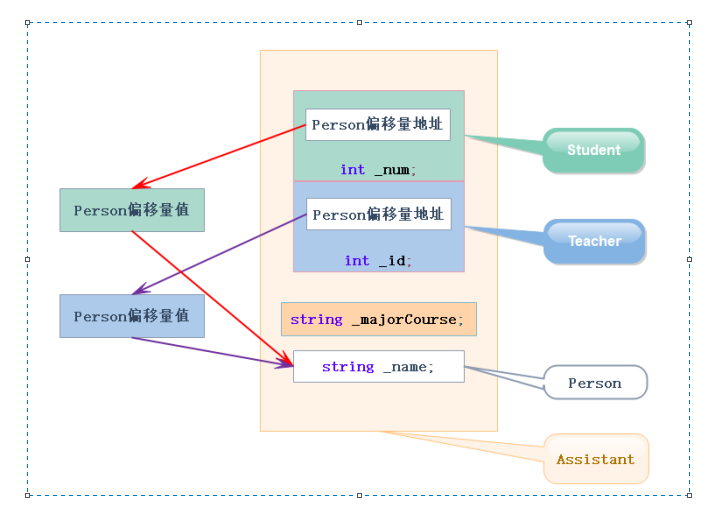 Person偏移量地址
Student
int _num;
Person偏移量值
Person偏移量地址
Teacher
int _id;
Person偏移量值
string _majorCourse;
string _name;
Person
Assistant